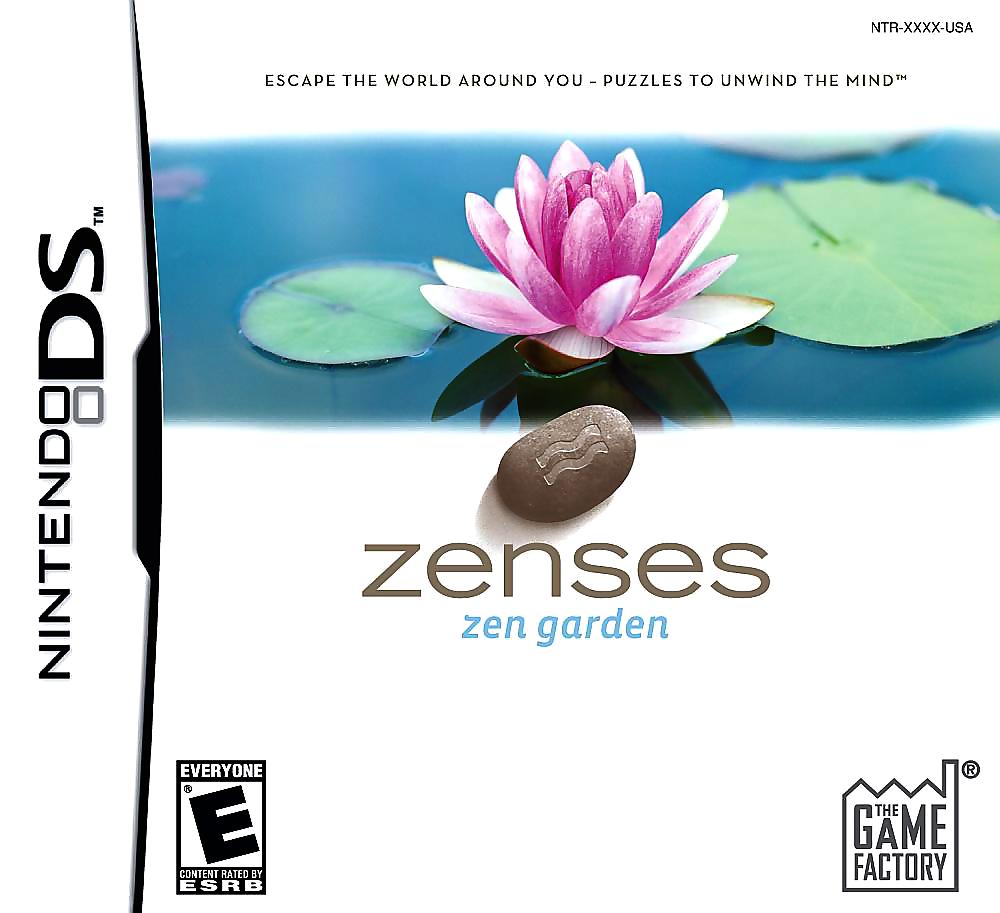 NTR-XXXX-USA
ESCAPE THE WORLD AROUND YOU – PUZZLES TO UNWIND THE MIND™
NINTENDO DS™
zenses
zen garden
EVERYONE
E®
CONTENT RATED BY
ESRB
THE
GAME
FACTORY®